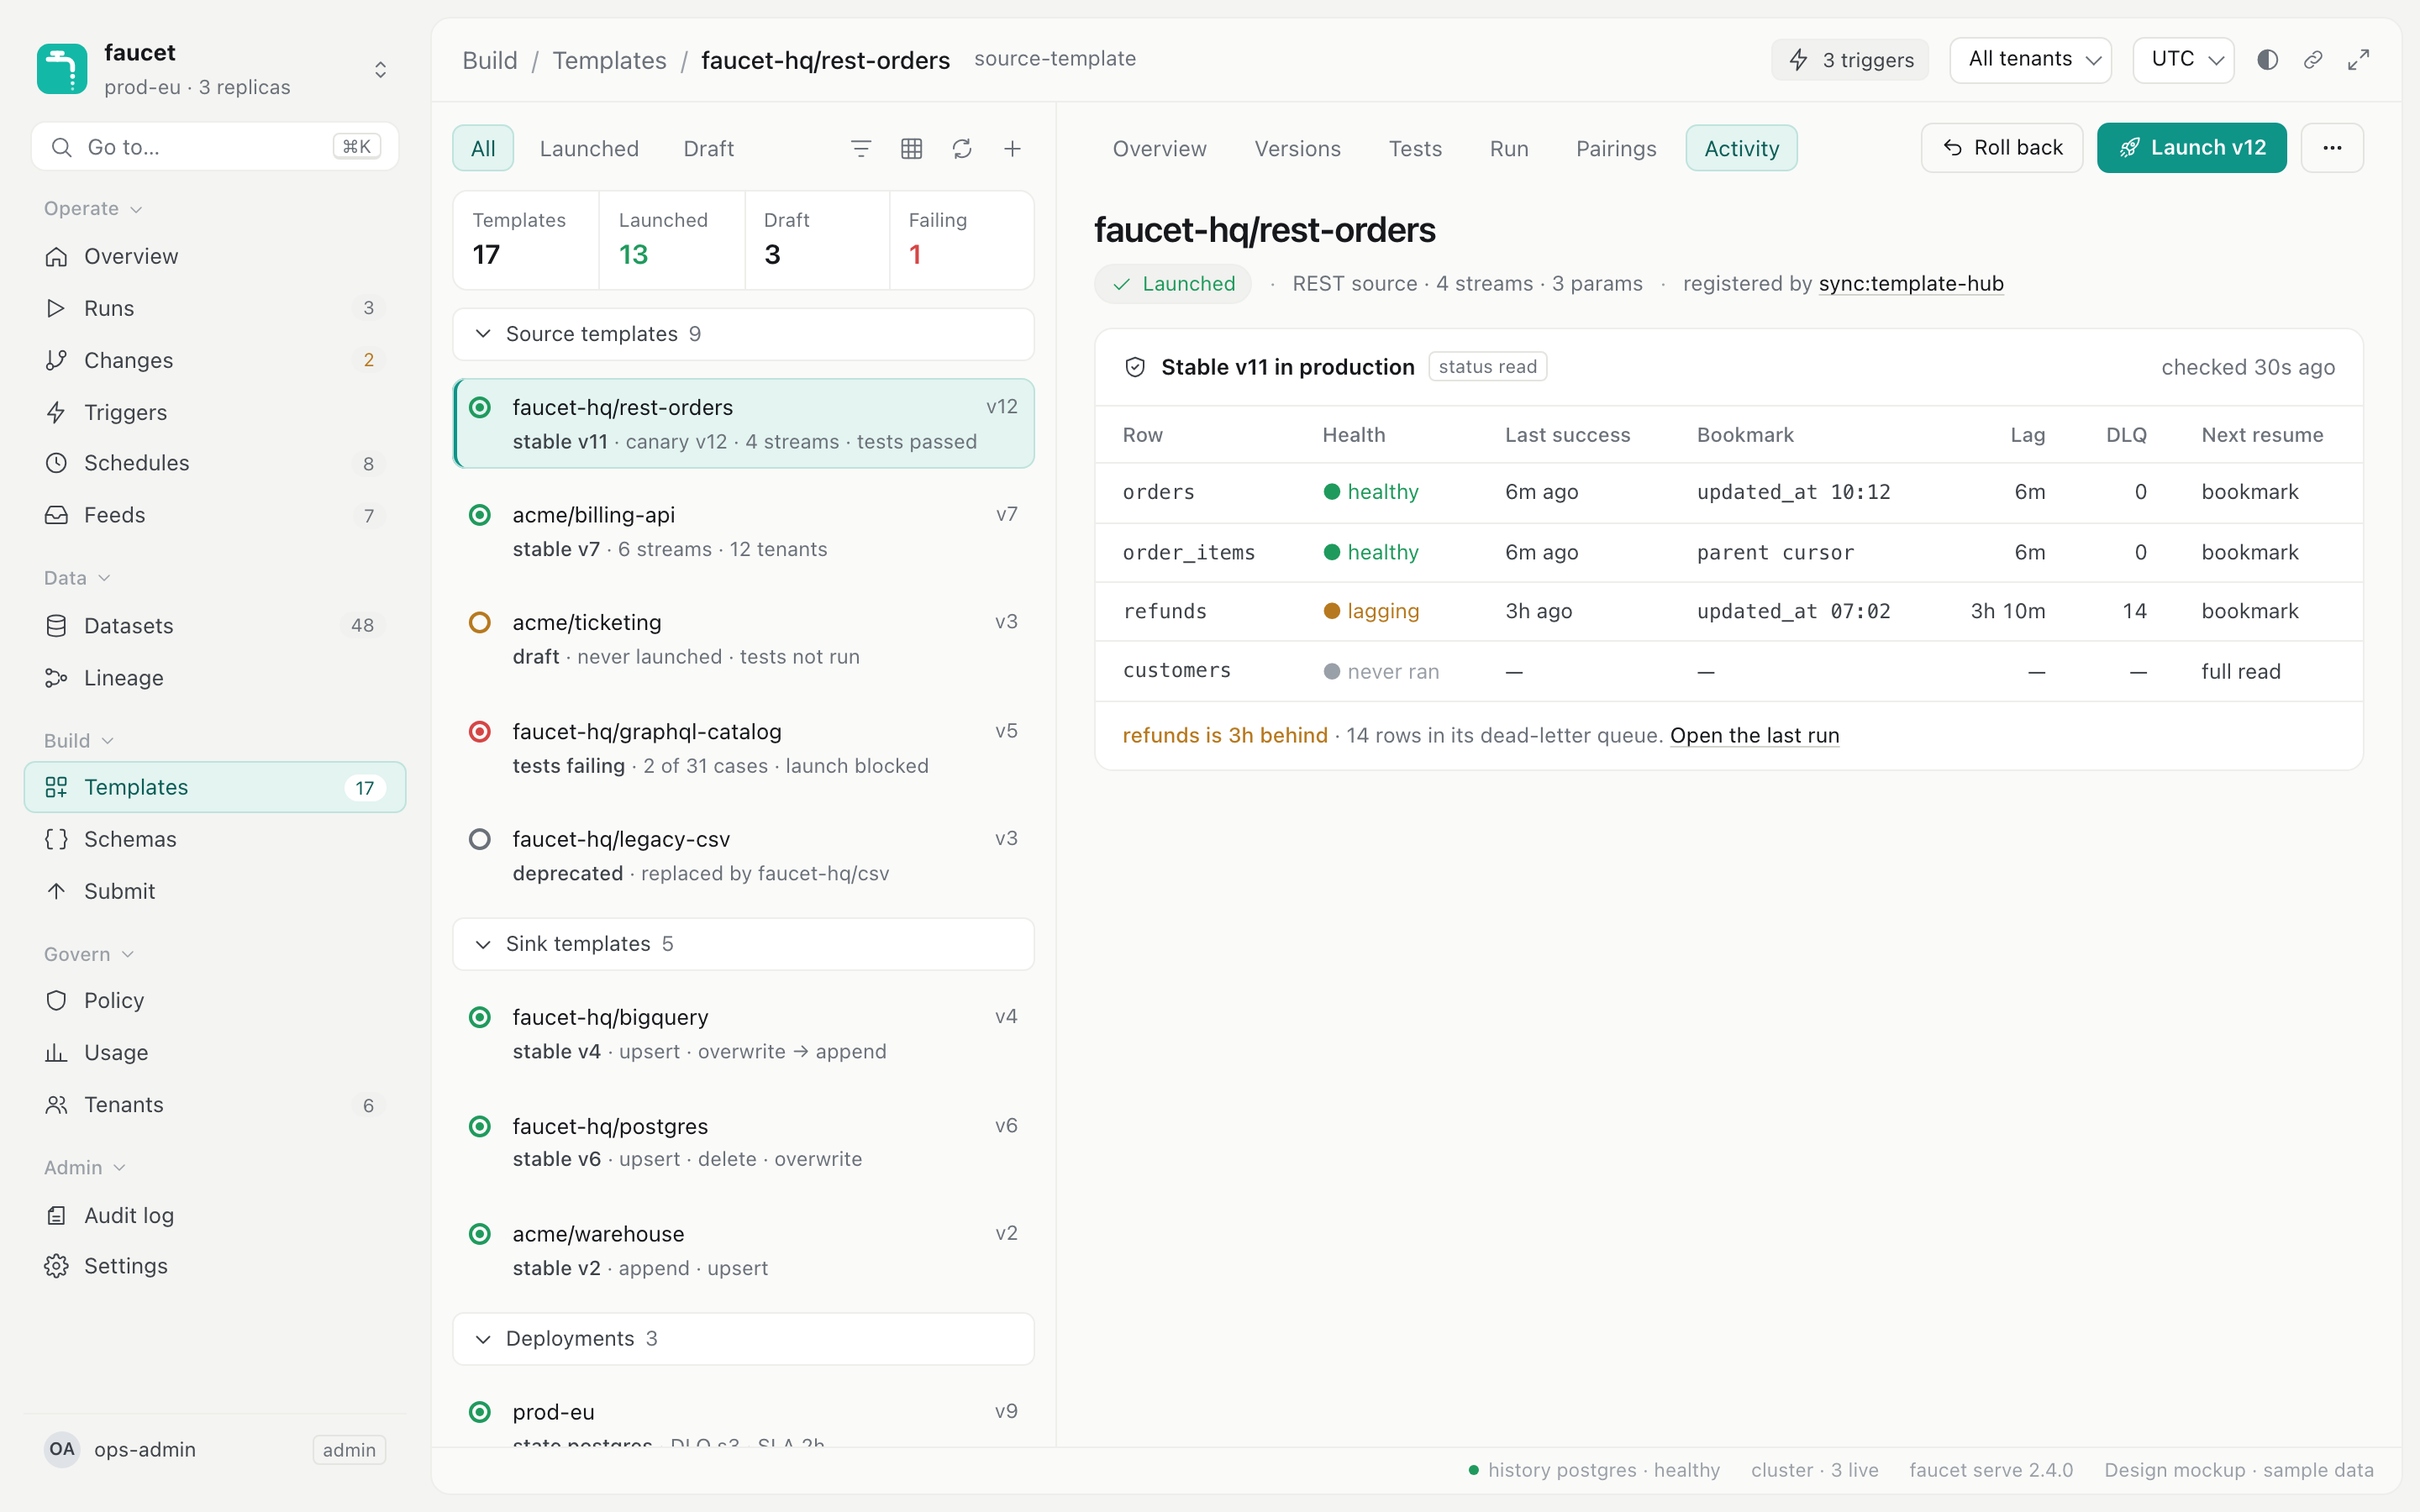 faucet
prod-eu · 3 replicas
Go to...
⌘K
Operate
Overview
Runs 3
Changes 2
Triggers
Schedules 8
Feeds 7
Data
Datasets 48
Lineage
Build
Templates 17
Schemas
Submit
Govern
Policy
Usage
Tenants 6
Admin
Audit log
Settings
OA ops-admin admin
Build / Templates / faucet-hq/rest-orders source-template
3 triggers
All tenants
UTC
All Launched Draft
Templates Launched Draft Failing
17 13 3 1
Source templates 9
faucet-hq/rest-orders v12
stable v11 · canary v12 · 4 streams · tests passed
acme/billing-api v7
stable v7 · 6 streams · 12 tenants
acme/ticketing v3
draft · never launched · tests not run
faucet-hq/graphql-catalog v5
tests failing · 2 of 31 cases · launch blocked
faucet-hq/legacy-csv v3
deprecated · replaced by faucet-hq/csv
Sink templates 5
faucet-hq/bigquery v4
stable v4 · upsert · overwrite → append
faucet-hq/postgres v6
stable v6 · upsert · delete · overwrite
acme/warehouse v2
stable v2 · append · upsert
Deployments 3
prod-eu v9
state postgres · DLQ s3 · SLA 2h
Overview Versions Tests Run Pairings Activity
Roll back
Launch v12
faucet-hq/rest-orders
Launched · REST source · 4 streams · 3 params · registered by sync:template-hub
Stable v11 in production status read checked 30s ago
Row Health Last success Bookmark Lag DLQ Next resume
orders healthy 6m ago updated_at 10:12 6m 0 bookmark
order_items healthy 6m ago parent cursor 6m 0 bookmark
refunds lagging 3h ago updated_at 07:02 3h 10m 14 bookmark
customers never ran — — — — full read
refunds is 3h behind · 14 rows in its dead-letter queue. Open the last run
history postgres · healthy cluster · 3 live faucet serve 2.4.0 Design mockup · sample data